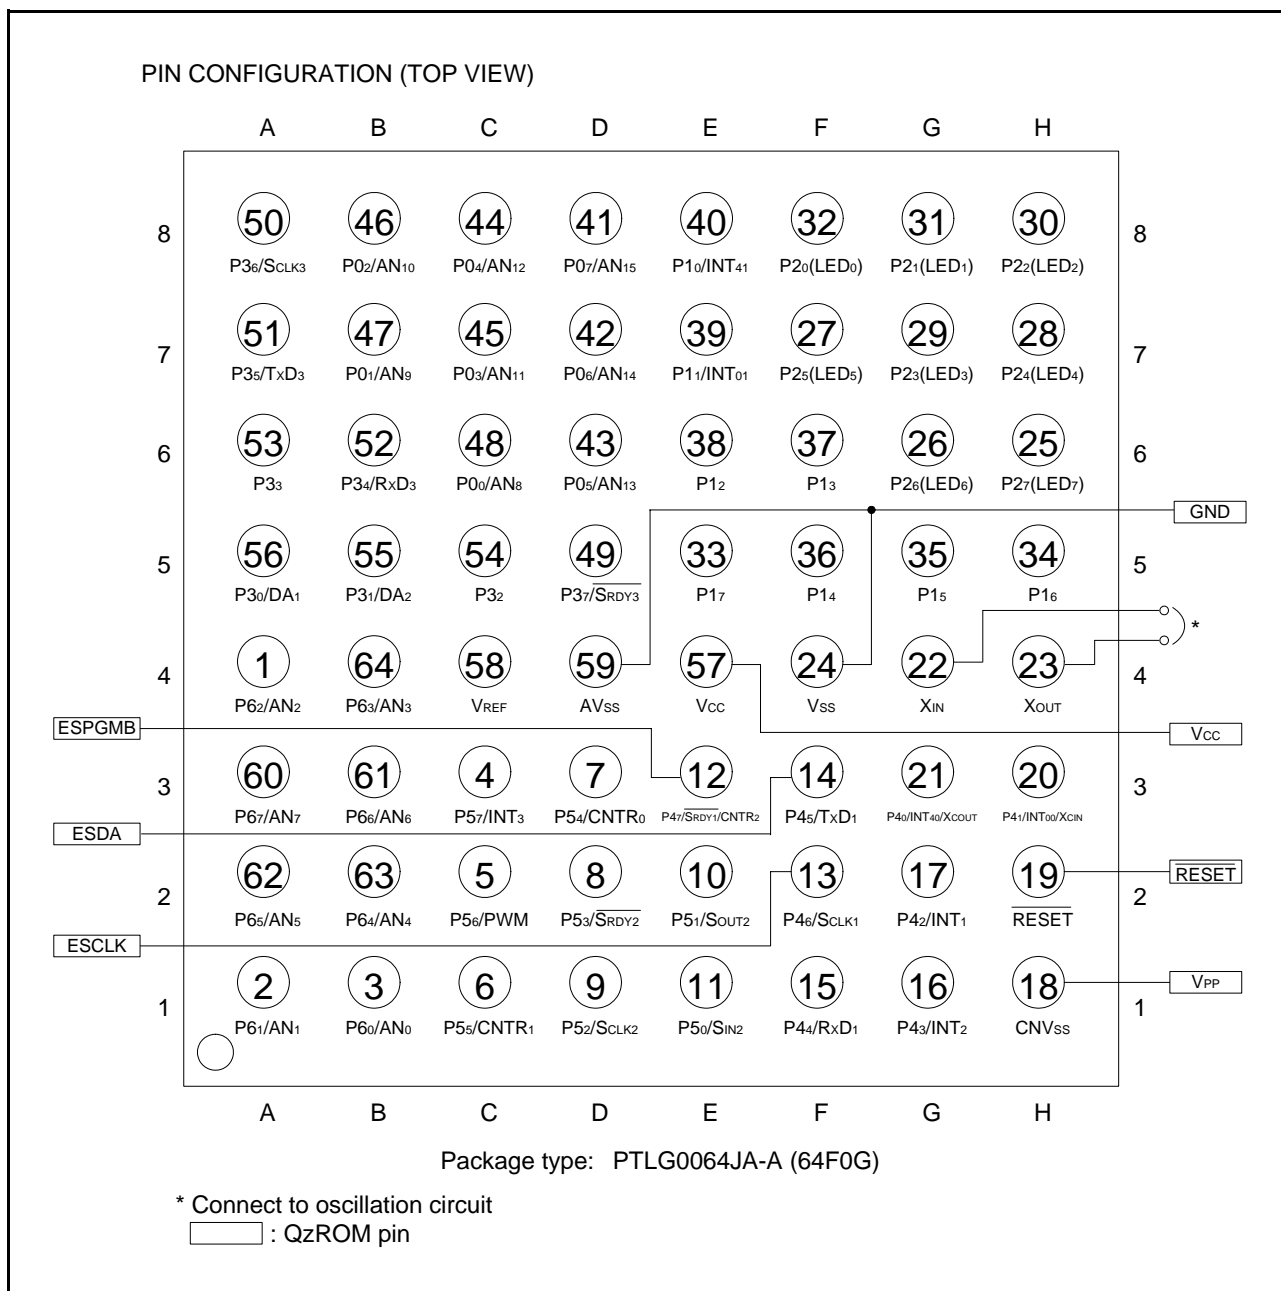 PIN CONFIGURATION (TOP VIEW)
A B C D E F G H
8 50 46 44 41 40 32 31 30 8
P36/SCLK3 P02/AN10 P04/AN12 P07/AN15 P10/INT41 P20(LED0) P21(LED1) P22(LED2)
7 51 47 45 42 39 27 29 28 7
P35/TxD3 P01/AN9 P03/AN11 P06/AN14 P11/INT01 P25(LED5) P23(LED3) P24(LED4)
6 53 52 48 43 38 37 26 25 6
P33 P34/RxD3 P00/AN8 P05/AN13 P12 P13 P26(LED6) P27(LED7)
GND
5 56 55 54 49 33 36 35 34 5
P30/DA1 P31/DA2 P32 P37/SRDY3 P17 P14 P15 P16
*
4 1 64 58 59 57 24 22 23 4
P62/AN2 P63/AN3 VREF AVSS VCC VSS XIN XOUT
ESPGMB VCC
3 60 61 4 7 12 14 21 20 3
P67/AN7 P66/AN6 P57/INT3 P54/CNTR0 P47/SRDY1/CNTR2 P45/TxD1 P40/INT40/XCOUT P41/INT00/XCIN
ESDA
2 62 63 5 8 10 13 17 19 2 RESET
P65/AN5 P64/AN4 P56/PWM P53/SRDY2 P51/SOUT2 P46/SCLK1 P42/INT1 RESET
ESCLK
1 2 3 6 9 11 15 16 18 1 VPP
P61/AN1 P60/AN0 P55/CNTR1 P52/SCLK2 P50/SIN2 P44/RxD1 P43/INT2 CNVSS
A B C D E F G H
Package type: PTLG0064JA-A (64F0G)
* Connect to oscillation circuit
: QzROM pin